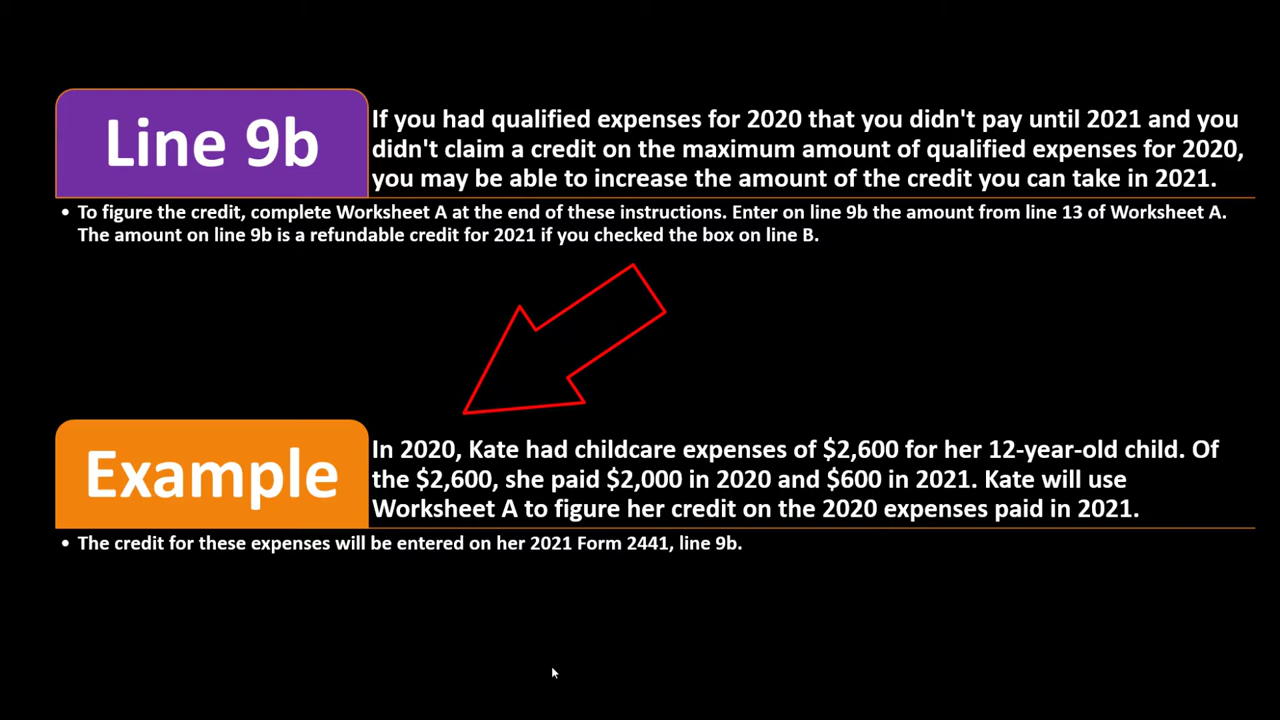 Line 9b
If you had qualified expenses for 2020 that you didn't pay until 2021 and you
didn't claim a credit on the maximum amount of qualified expenses for 2020,
you may be able to increase the amount of the credit you can take in 2021.
• To figure the credit, complete Worksheet A at the end of these instructions. Enter on line 9b the amount from line 13 of Worksheet A.
The amount on line 9b is a refundable credit for 2021 if you checked the box on line B.
Example
In 2020, Kate had childcare expenses of $2,600 for her 12-year-old child. Of
the $2,600, she paid $2,000 in 2020 and $600 in 2021. Kate will use
Worksheet A to figure her credit on the 2020 expenses paid in 2021.
• The credit for these expenses will be entered on her 2021 Form 2441, line 9b.